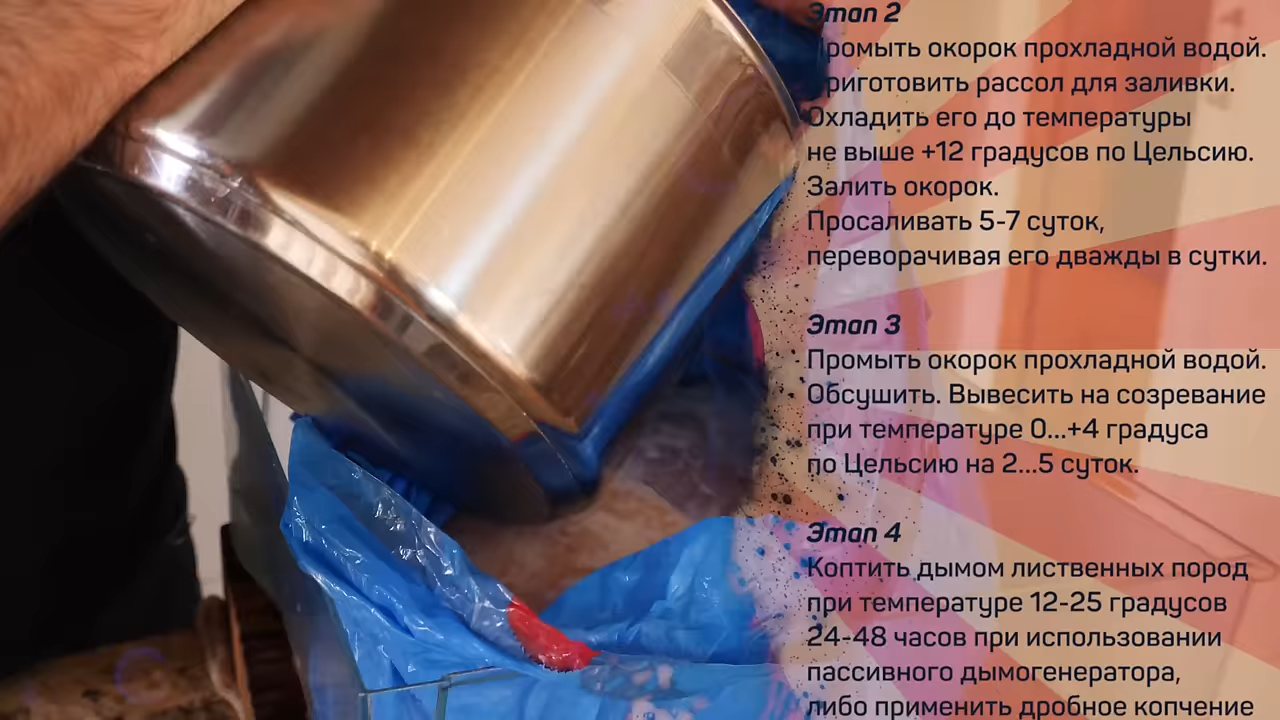 Этап 2
Промыть окорок прохладной водой.
Приготовить рассол для заливки.
Охладить его до температуры
не выше +12 градусов по Цельсию.
Залить окорок.
Просаливать 5-7 суток,
переворачивая его дважды в сутки.
Этап 3
Промыть окорок прохладной водой.
Обсушить. Вывесить на созревание
при температуре 0...+4 градуса
по Цельсию на 2...5 суток.
Этап 4
Коптить дымом лиственных пород
при температуре 12-25 градусов
24-48 часов при использовании
пассивного дымогенератора,
либо применить дробное копчение